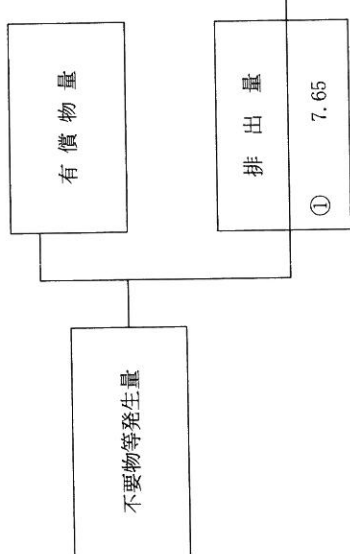 不要物等発生量
有償物量
排出量
① 7.65